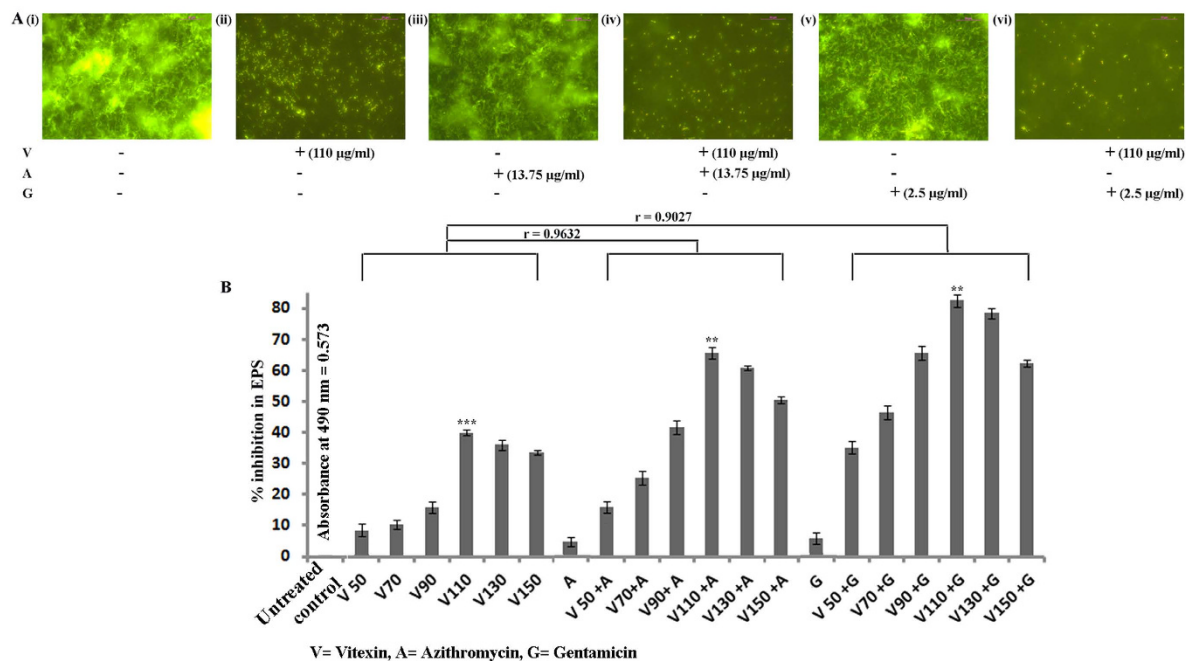 A (i) (ii) (iii) (iv) (v) (vi)
V - + (110 µg/ml) - + (110 µg/ml) - + (110 µg/ml)
A - - + (13.75 µg/ml) + (13.75 µg/ml) - -
G - - - - + (2.5 µg/ml) + (2.5 µg/ml)
r = 0.9027
r = 0.9632
B
% inhibition in EPS
80
70
60
50
40
30
20
10
0
Absorbance at 490 nm = 0.573
***
**
**
Untreated control
V 50
V70
V90
V110
V130
V150
A
V 50 +A
V70+A
V90+ A
V110+A
V130 +A
V150+A
G
V 50+G
V70 +G
V90+G
V110 +G
V130+G
V150+G
V= Vitexin, A= Azithromycin, G= Gentamicin